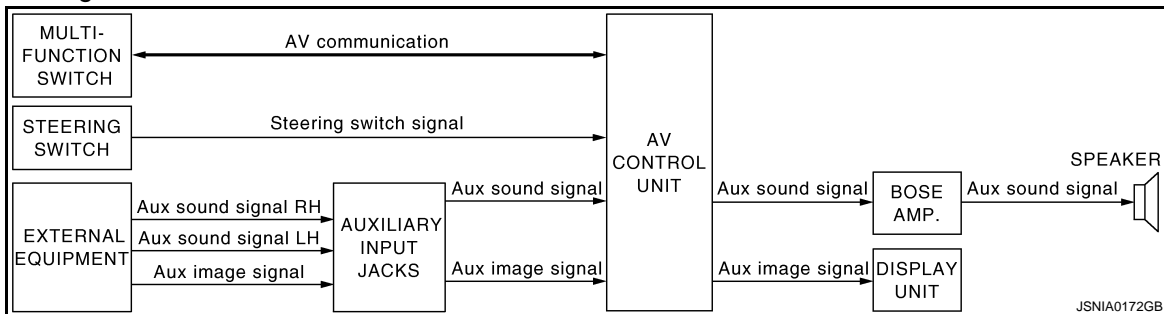 MULTI-
FUNCTION
SWITCH
AV communication
STEERING
SWITCH
Steering switch signal
EXTERNAL
EQUIPMENT
Aux sound signal RH
Aux sound signal LH
Aux image signal
AUXILIARY
INPUT
JACKS
Aux sound signal
Aux image signal
AV
CONTROL
UNIT
Aux sound signal
Aux image signal
BOSE
AMP.
DISPLAY
UNIT
Aux sound signal
SPEAKER
JSNIA0172GB